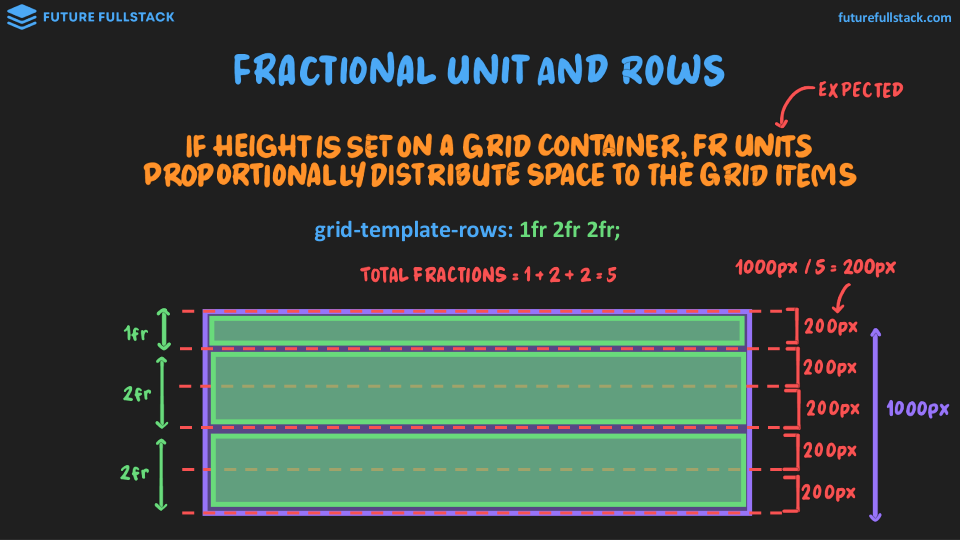 FUTURE FULLSTACK
futurefullstack.com
FRACTIONAL UNIT AND ROWS
EXPECTED
IF HEIGHT IS SET ON A GRID CONTAINER, FR UNITS
PROPORTIONALLY DISTRIBUTE SPACE TO THE GRID ITEMS
grid-template-rows: 1fr 2fr 2fr;
TOTAL FRACTIONS = 1 + 2 + 2 = 5
1000px / 5 = 200px
1fr
200px
2fr
200px
200px
1000px
2fr
200px
200px